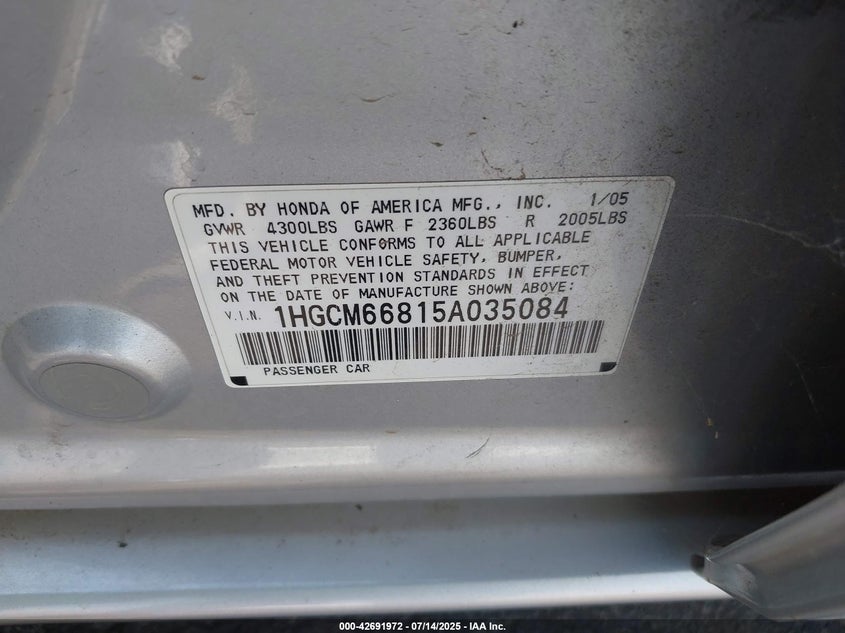 MFD. BY HONDA OF AMERICA MFG., INC. 1/05
GVWR 4300LBS GAWR F 2360LBS R 2005LBS
THIS VEHICLE CONFORMS TO ALL APPLICABLE
FEDERAL MOTOR VEHICLE SAFETY, BUMPER,
AND THEFT PREVENTION STANDARDS IN EFFECT
ON THE DATE OF MANUFACTURE SHOWN ABOVE:
V.I.N. 1HGCM66815A035084
PASSENGER CAR
000-42691972 - 07/14/2025 - IAA Inc.